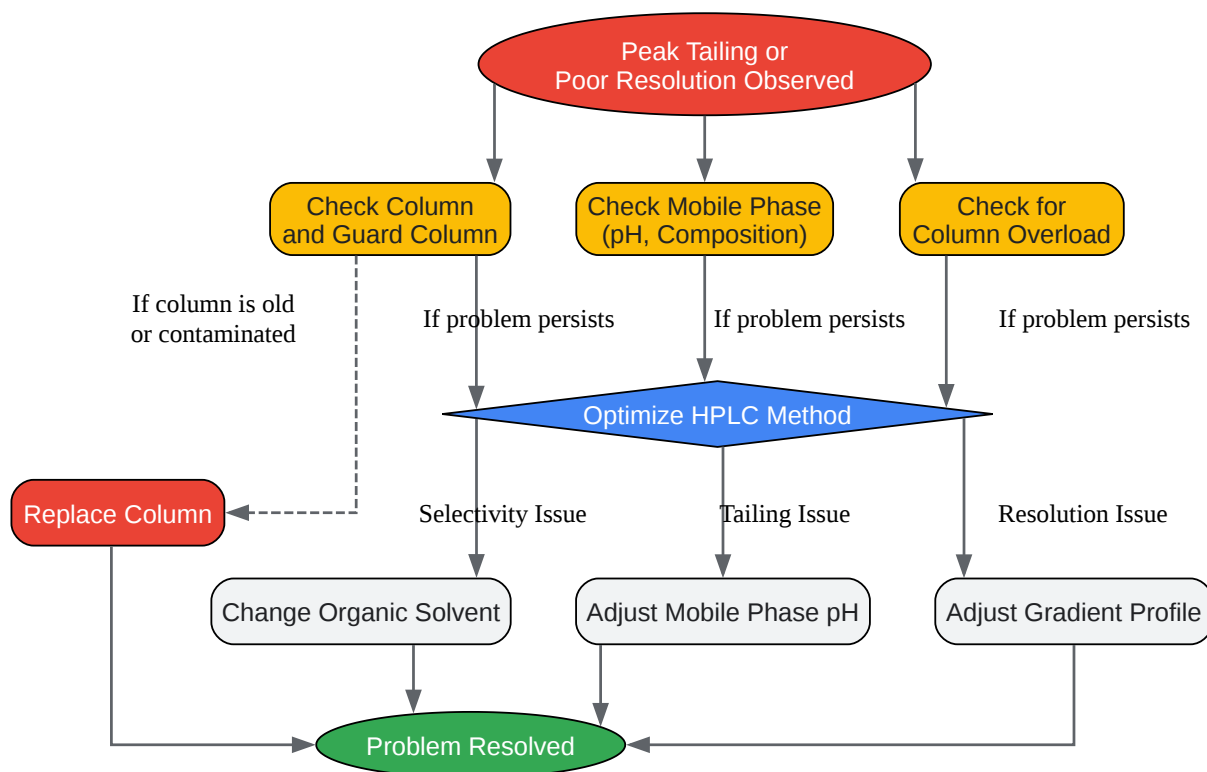 Peak Tailing or
Poor Resolution Observed
Check Column
and Guard Column
Check Mobile Phase
(pH, Composition)
Check for
Column Overload
If column is old
or contaminated
If problem persists
If problem persists
If problem persists
Optimize HPLC Method
Replace Column
Selectivity Issue
Tailing Issue
Resolution Issue
Change Organic Solvent
Adjust Mobile Phase pH
Adjust Gradient Profile
Problem Resolved